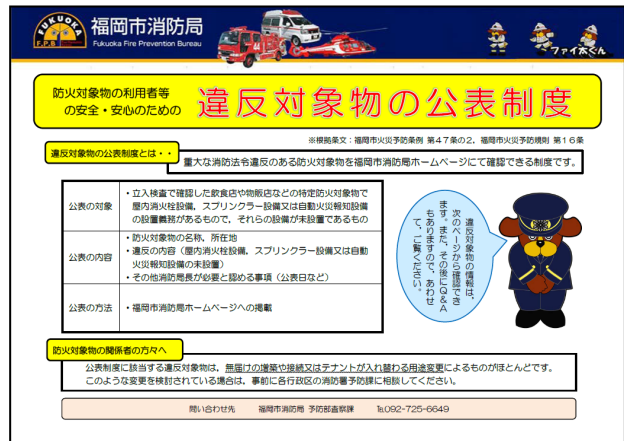 FUKUOKA
F.P.B
福岡市消防局
Fukuoka Fire Prevention Bureau
ファイ太くん
防火対象物の利用者等
の安全・安心のための
違反対象物の公表制度
※根拠条文：福岡市火災予防条例 第47条の2，福岡市火災予防規則 第16条
違反対象物の公表制度とは・・
重大な消防法令違反のある防火対象物を福岡市消防局ホームページにて確認できる制度です。
公表の対象
・立入検査で確認した飲食店や物販店などの特定防火対象物で
屋内消火栓設備，スプリンクラー設備又は自動火災報知設備
の設置義務があるもので，それらの設備が未設置であるもの
公表の内容
・防火対象物の名称，所在地
・違反の内容（屋内消火栓設備，スプリンクラー設備又は自動
火災報知設備の未設置）
・その他消防局長が必要と認める事項（公表日など）
公表の方法
・福岡市消防局ホームページへの掲載
違反対象物の情報は，
次のページから確認でき
ます。また，その後にQ&A
もありますので，あわせ
て，ご覧ください。
防火対象物の関係者の方々へ
公表制度に該当する違反対象物は，無届けの増築や接続又はテナントが入れ替わる用途変更によるものがほとんどです。
このような変更を検討されている場合は，事前に各行政区の消防署予防課に相談してください。
問い合わせ先 福岡市消防局 予防部査察課 ℡092-725-6649